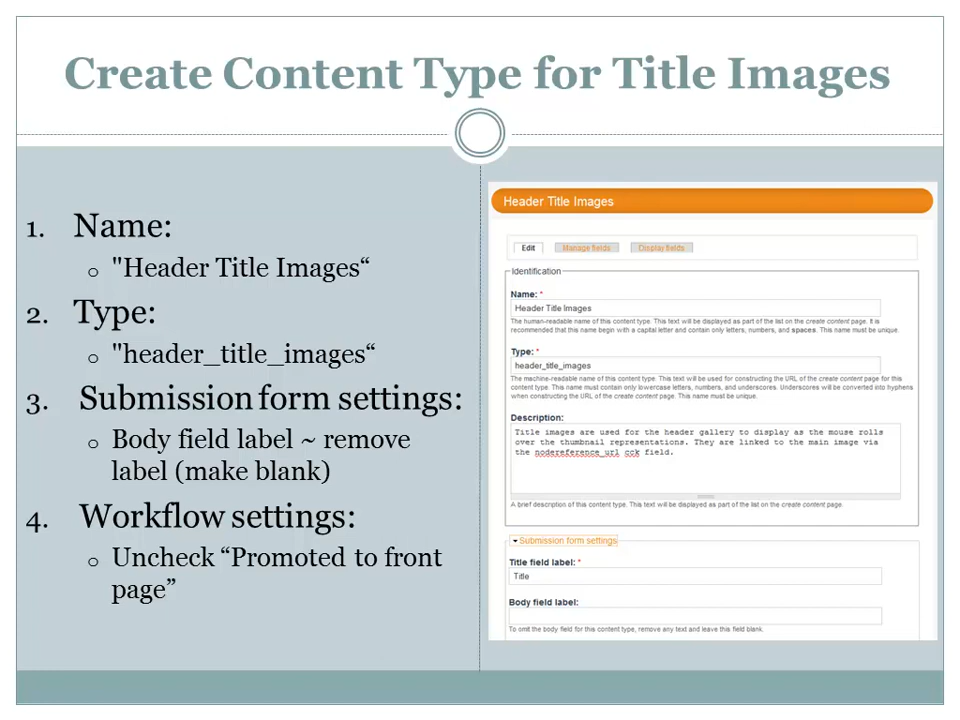 Create Content Type for Title Images
1. Name:
o "Header Title Images“
2. Type:
o "header_title_images“
3. Submission form settings:
o Body field label ~ remove
label (make blank)
4. Workflow settings:
o Uncheck “Promoted to front
page”
Header Title Images
Edit Manage fields Display fields
Identification
Name: *
Header Title Images
The human-readable name of this content type. This text will be displayed as part of the list on the create content page. It is
recommended that this name begin with a capital letter and contain only letters, numbers, and spaces. This name must be unique.
Type: *
header_title_images
The machine-readable name of this content type. This text will be used for constructing the URL of the create content page for this
content type. This name must contain only lowercase letters, numbers, and underscores. Underscores will be converted into hyphens
when constructing the URL of the create content page. This name must be unique.
Description:
Title images are used for the header gallery to display as the mouse rolls
over the thumbnail representations. They are linked to the main image via
the nodereference_url cck field.
A brief description of this content type. This text will be displayed as part of the list on the create content page.
Submission form settings
Title field label: *
Title
Body field label:
To omit the body field for this content type, remove any text and leave this field blank.